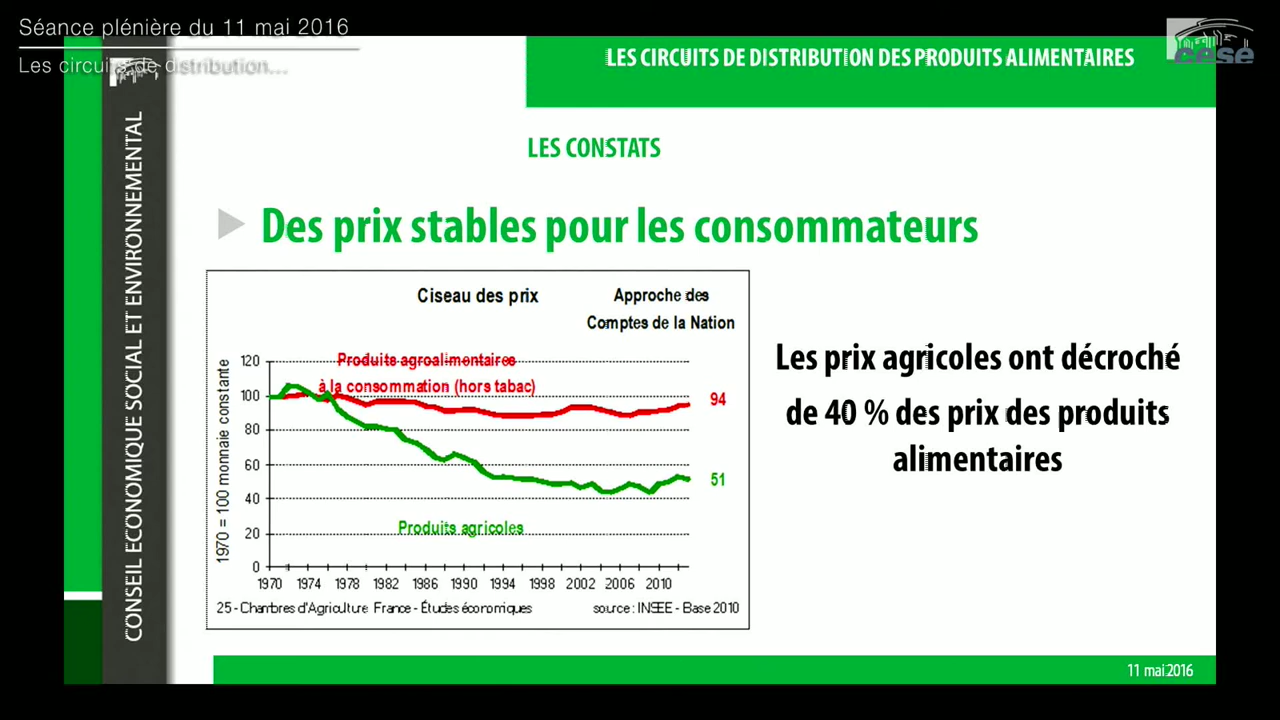 Séance plénière du 11 mai 2016
Les circuits de distribution...
cese
LES CIRCUITS DE DISTRIBUTION DES PRODUITS ALIMENTAIRES
CONSEIL ECONOMIQUE SOCIAL ET ENVIRONNEMENTAL
LES CONSTATS
Des prix stables pour les consommateurs
Ciseau des prix
Approche des
Comptes de la Nation
1970 = 100 monnaie constante
120
100
80
60
40
20
0
Produits agroalimentaires
à la consommation (hors tabac)
94
51
Produits agricoles
1970 1974 1978 1982 1986 1990 1994 1998 2002 2006 2010
25 - Chambres d'Agriculture France - Études économiques
source : INSEE - Base 2010
Les prix agricoles ont décroché
de 40 % des prix des produits
alimentaires
11 mai 2016